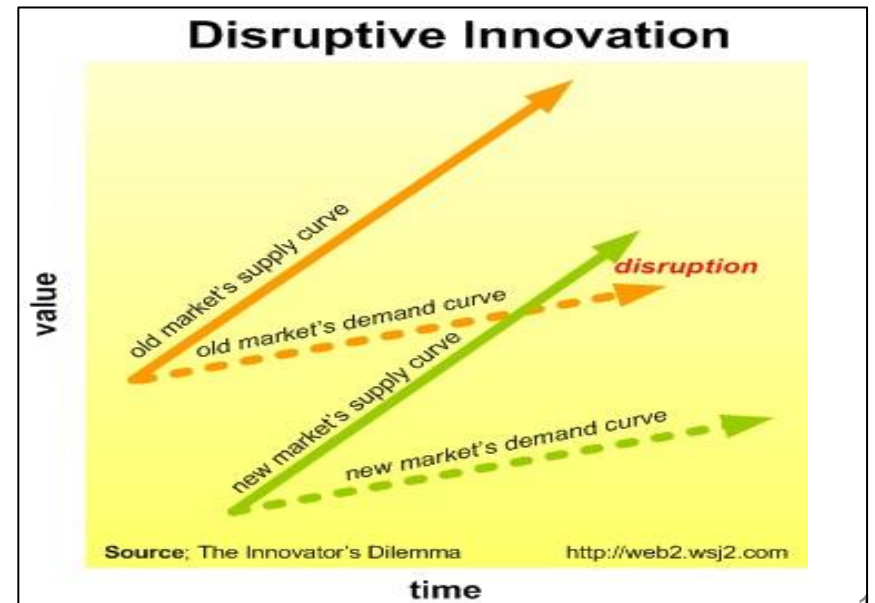 Disruptive Innovation
value
old market's supply curve
old market's demand curve
disruption
new market's supply curve
new market's demand curve
Source; The Innovator's Dilemma
http://web2.wsj2.com
time